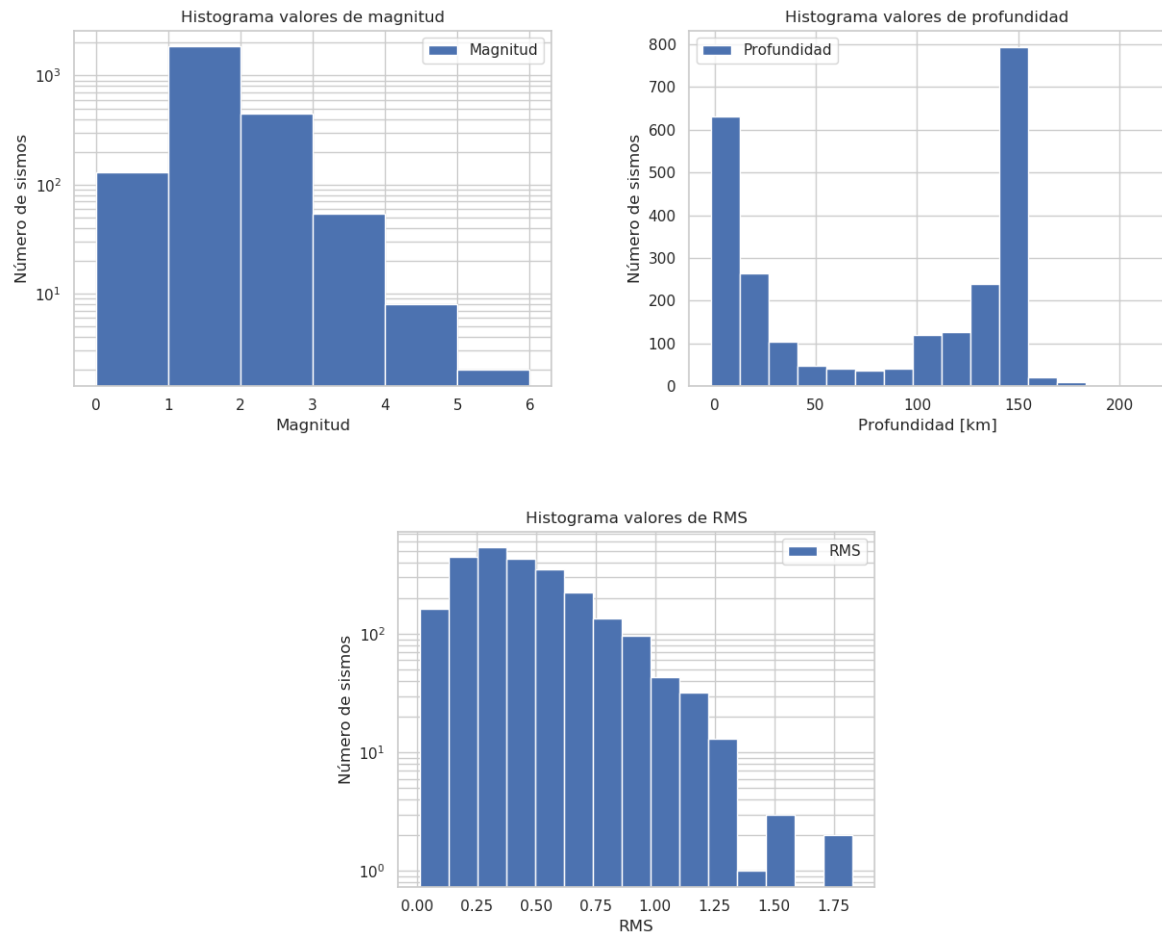 Histograma valores de magnitud
Magnitud
10³
10²
10¹
Número de sismos
0 1 2 3 4 5 6
Magnitud
Histograma valores de profundidad
Profundidad
800
700
600
500
400
300
200
100
0
Número de sismos
0 50 100 150 200
Profundidad [km]
Histograma valores de RMS
RMS
10²
10¹
10⁰
Número de sismos
0.00 0.25 0.50 0.75 1.00 1.25 1.50 1.75
RMS